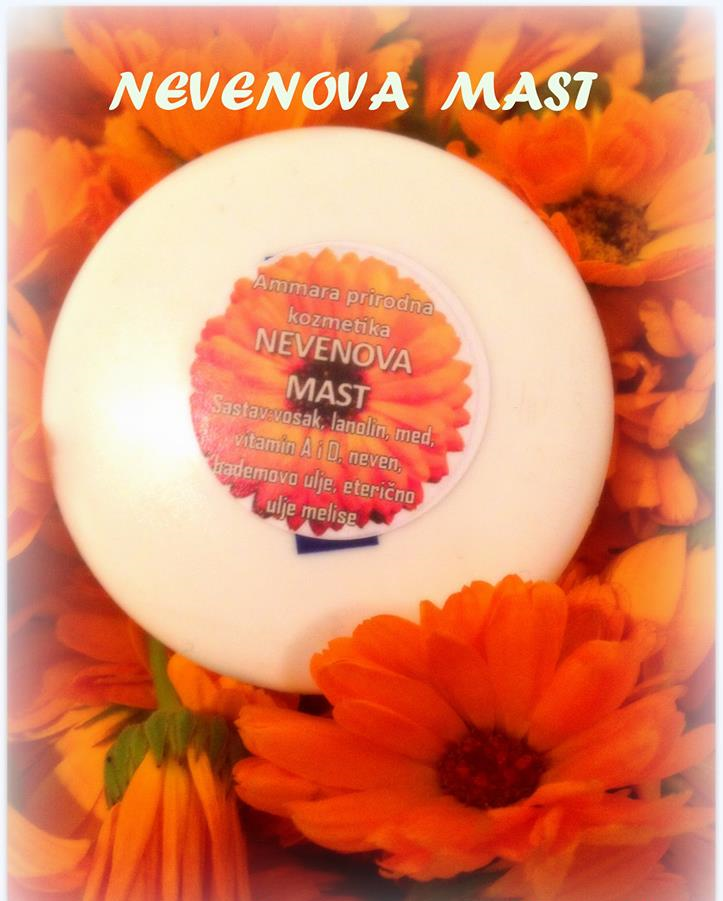 NEVENOVA MAST
Ammara prirodna
kozmetika
NEVENOVA
MAST
Sastav:vosak, lanolin, med,
vitamin A i D, neven,
bademovo ulje, eterično
ulje melise